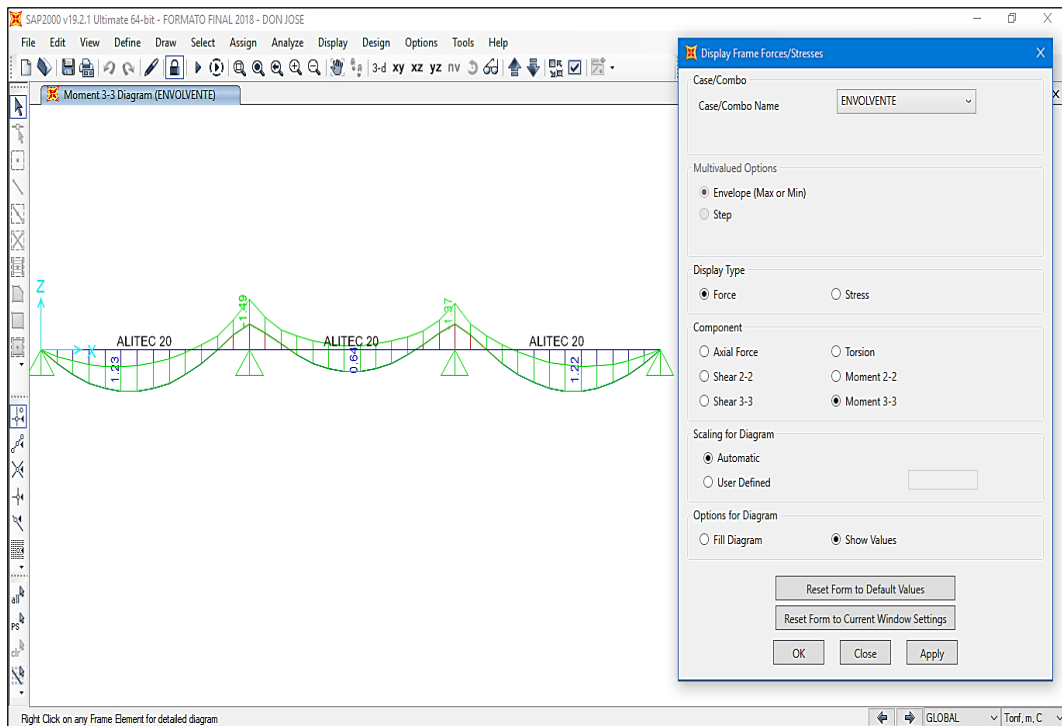 SAP2000 v19.2.1 Ultimate 64-bit - FORMATO FINAL 2018 - DON JOSE
File Edit View Define Draw Select Assign Analyze Display Design Options Tools Help
3-d xy xz yz nv
Moment 3-3 Diagram (ENVOLVENTE)
Z
X
ALITEC 20 ALITEC 20 ALITEC 20
1.23 -1.49 0.64 -1.37 1.22
all
PS
clr
Right Click on any Frame Element for detailed diagram
GLOBAL Tonf, m, C
Display Frame Forces/Stresses
Case/Combo
Case/Combo Name ENVOLVENTE
Multivalued Options
Envelope (Max or Min)
Step
Display Type
Force Stress
Component
Axial Force Torsion
Shear 2-2 Moment 2-2
Shear 3-3 Moment 3-3
Scaling for Diagram
Automatic
User Defined
Options for Diagram
Fill Diagram Show Values
Reset Form to Default Values
Reset Form to Current Window Settings
OK Close Apply